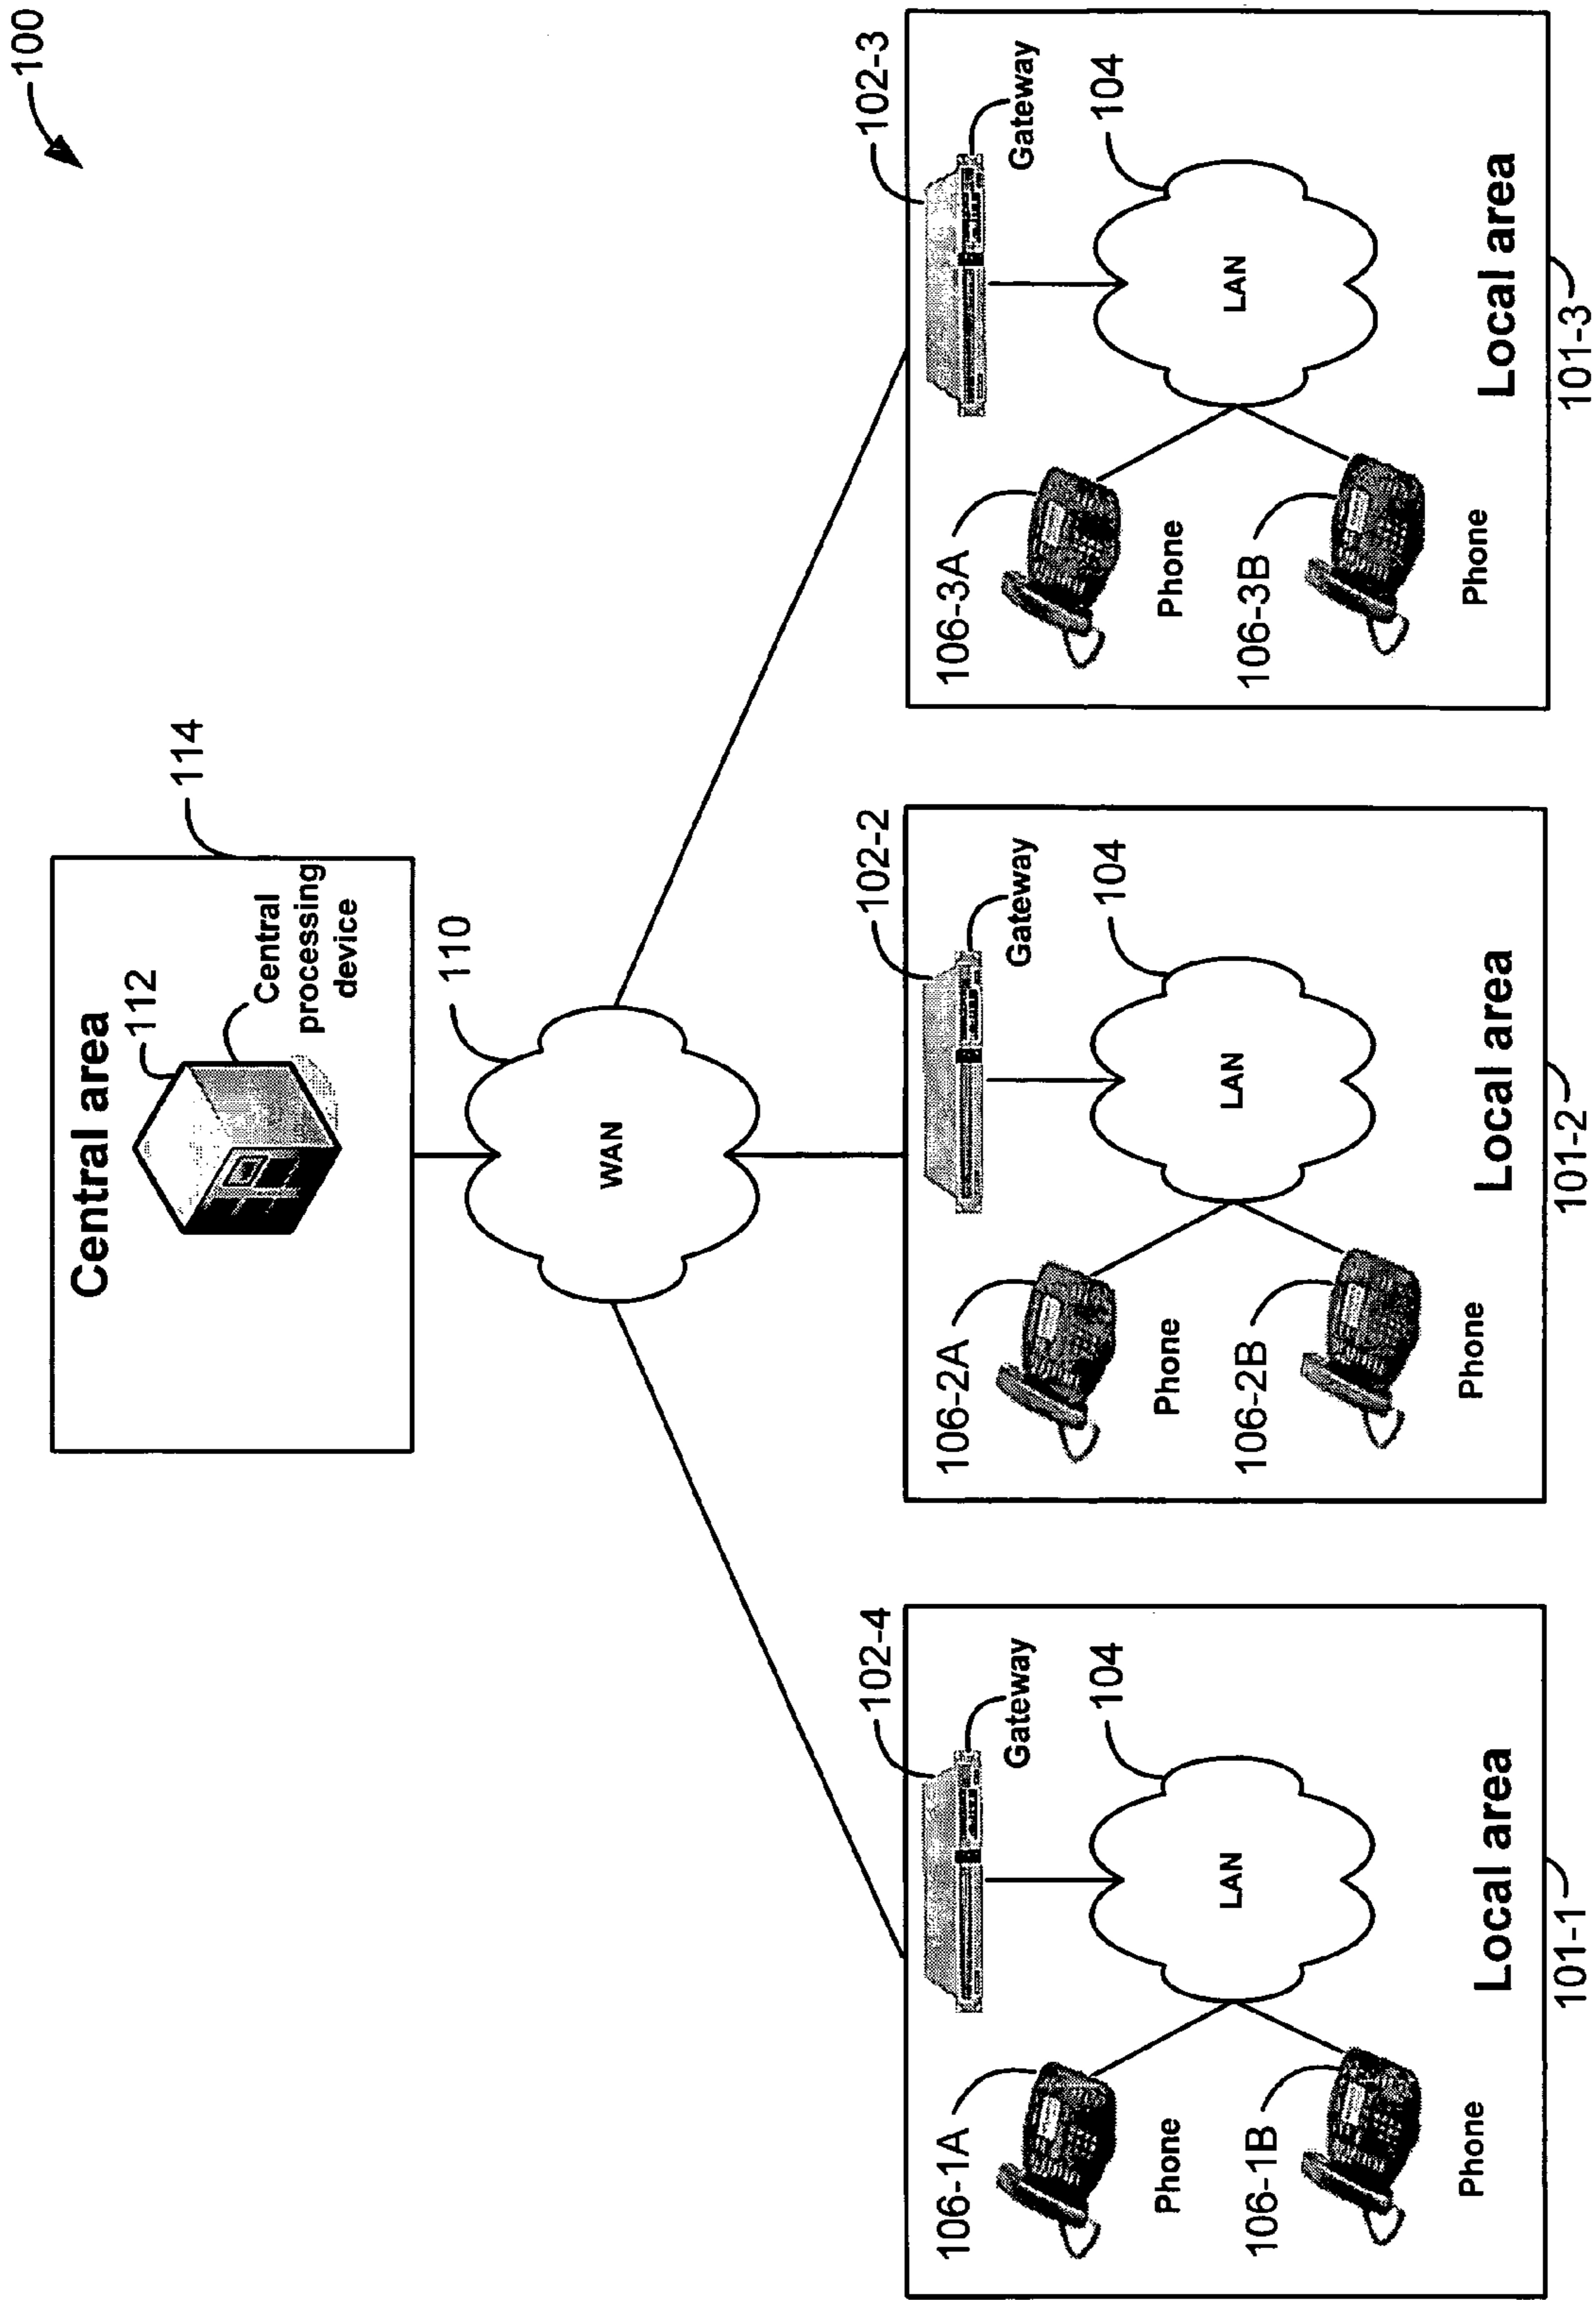 100
Central area
112
Central
processing
device
114
110
WAN
102-4
Gateway
106-1A
104
LAN
Phone
106-1B
Phone
Local area
101-1
102-2
Gateway
106-2A
104
LAN
Phone
106-2B
Phone
Local area
101-2
102-3
Gateway
106-3A
104
LAN
Phone
106-3B
Phone
Local area
101-3